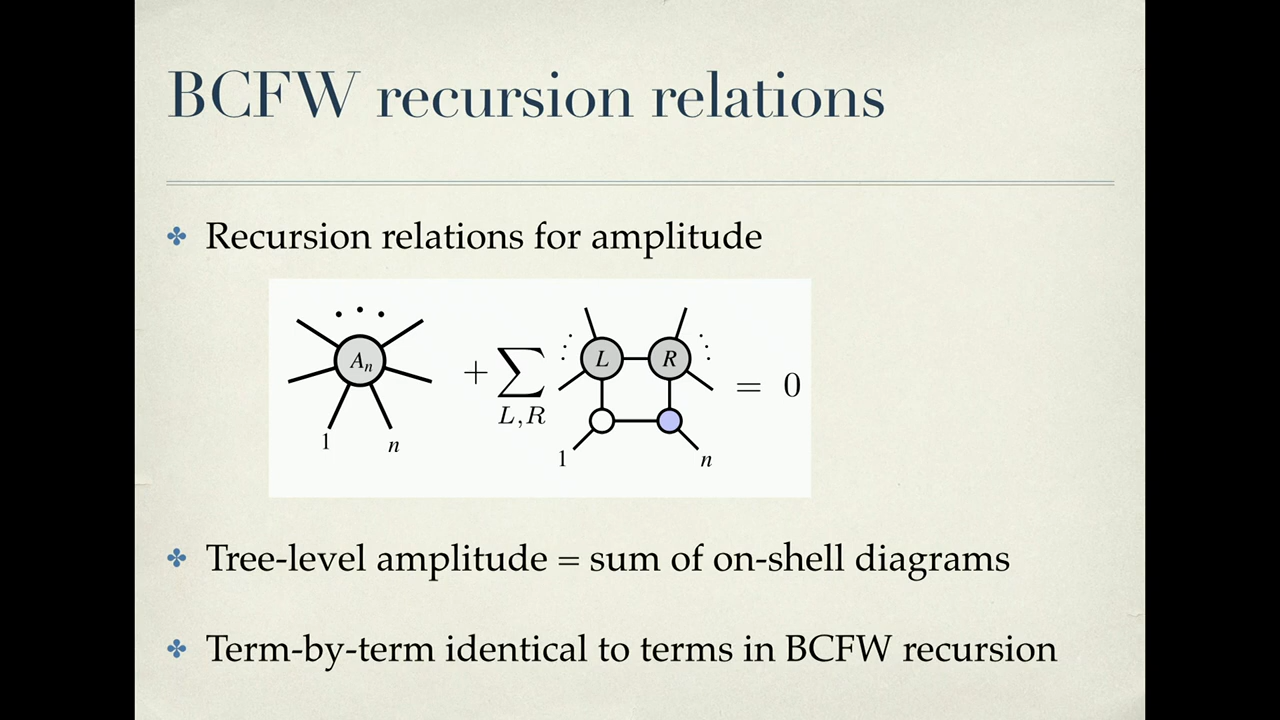 BCFW recursion relations
✤ Recursion relations for amplitude
Aₙ
1 n
+ ∑ L,R
L R
1 n
= 0
✤ Tree-level amplitude = sum of on-shell diagrams
✤ Term-by-term identical to terms in BCFW recursion